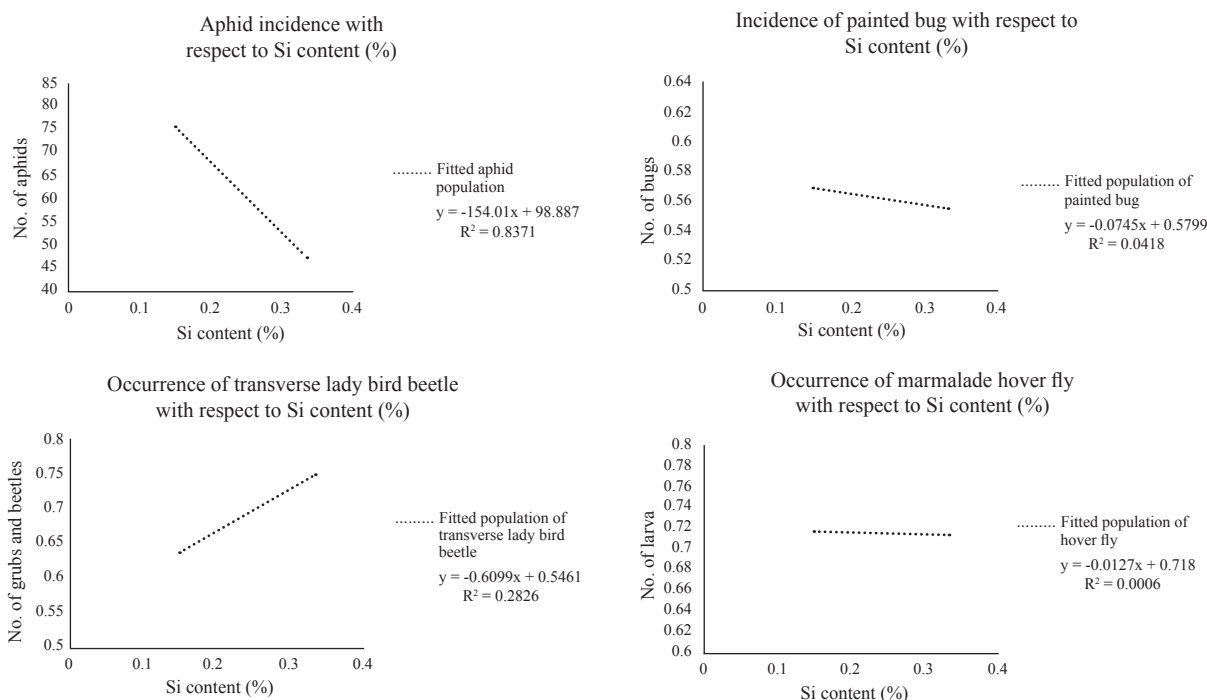 Aphid incidence with
respect to Si content (%)
85
80
75
70
65
60
55
50
45
40
No. of aphids
0 0.1 0.2 0.3 0.4
Si content (%)
......... Fitted aphid
population
y = -154.01x + 98.887
R² = 0.8371
Incidence of painted bug with respect to
Si content (%)
0.64
0.6
0.58
0.56
0.54
0.52
0.5
No. of bugs
0 0.1 0.2 0.3 0.4
Si content (%)
......... Fitted population of
painted bug
y = -0.0745x + 0.5799
R² = 0.0418
Occurrence of transverse lady bird beetle
with respect to Si content (%)
0.8
0.75
0.7
0.65
0.6
0.55
0.5
No. of grubs and beetles
0 0.1 0.2 0.3 0.4
Si content (%)
......... Fitted population of
transverse lady bird
beetle
y = -0.6099x + 0.5461
R² = 0.2826
Occurrence of marmalade hover fly
with respect to Si content (%)
0.8
0.78
0.76
0.74
0.72
0.7
0.68
0.66
0.64
0.62
0.6
No. of larva
0 0.1 0.2 0.3 0.4
Si content (%)
......... Fitted population of
hover fly
y = -0.0127x + 0.718
R² = 0.0006